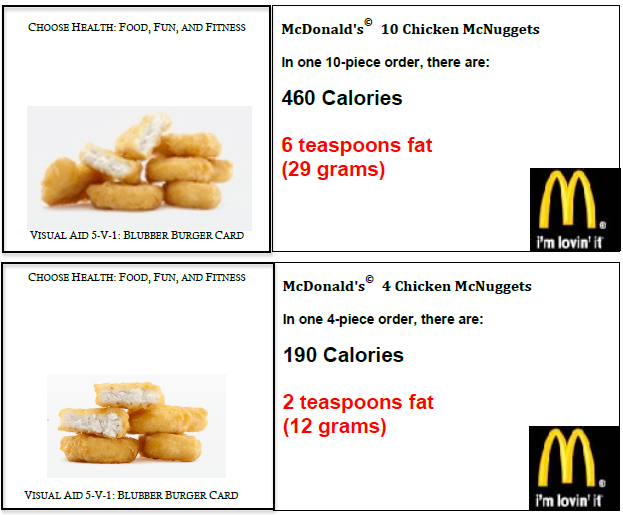 CHOOSE HEALTH: FOOD, FUN, AND FITNESS
VISUAL AID 5-V-1: BLUBBER BURGER CARD
McDonald's© 10 Chicken McNuggets
In one 10-piece order, there are:
460 Calories
6 teaspoons fat
(29 grams)
M®
i'm lovin' it
CHOOSE HEALTH: FOOD, FUN, AND FITNESS
VISUAL AID 5-V-1: BLUBBER BURGER CARD
McDonald's© 4 Chicken McNuggets
In one 4-piece order, there are:
190 Calories
2 teaspoons fat
(12 grams)
M®
i'm lovin' it